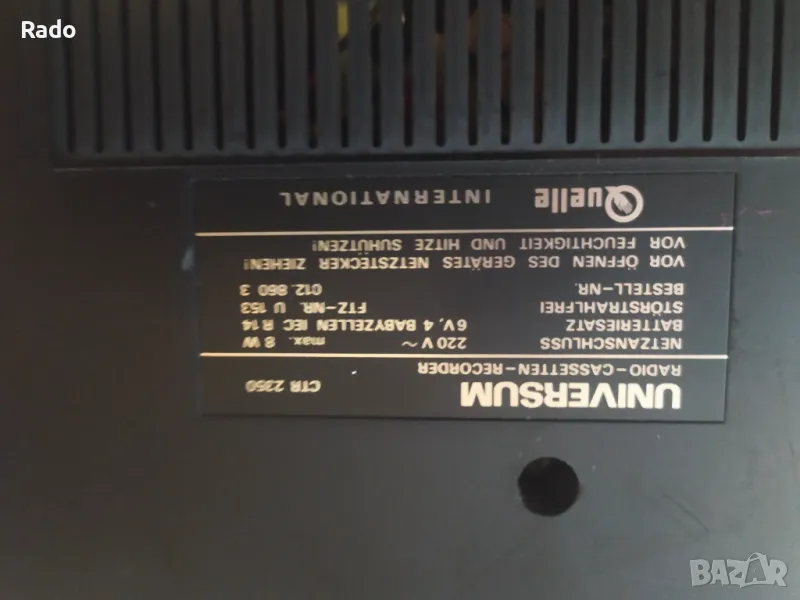 Rado
UNIVERSUM
RADIO-CASSETTEN-RECORDER CTR 2350
NETZANSCHLUSS 220 V ~ max. 8 W
BATTERIESATZ 6V, 4 BABYZELLEN IEC R 14
STÖRSTRAHLFREI FTZ-NR. U 153
BESTELL-NR. 012. 860 3
VOR ÖFFNEN DES GERÄTES NETZSTECKER ZIEHEN!
VOR FEUCHTIGKEIT UND HITZE SUHÜTZEN!
Quelle INTERNATIONAL
BAZAR